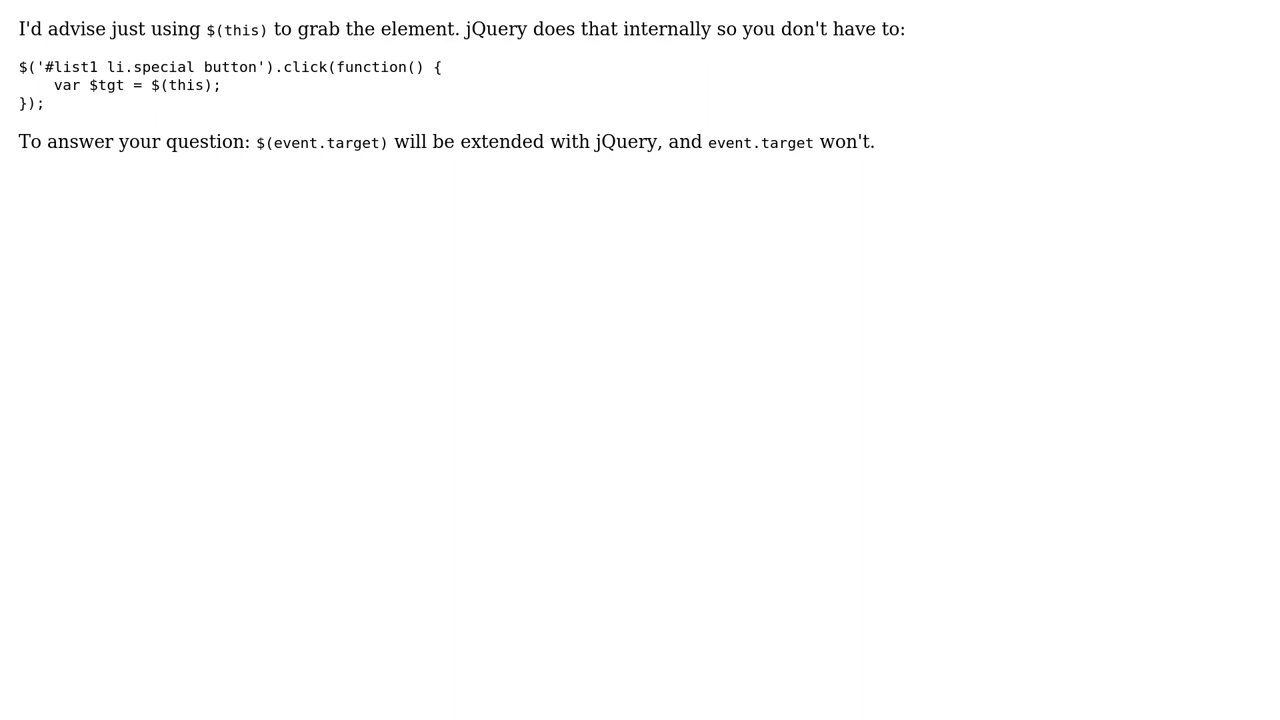 I'd advise just using $(this) to grab the element. jQuery does that internally so you don't have to:
$('#list1 li.special button').click(function() {
    var $tgt = $(this);
});
To answer your question: $(event.target) will be extended with jQuery, and event.target won't.